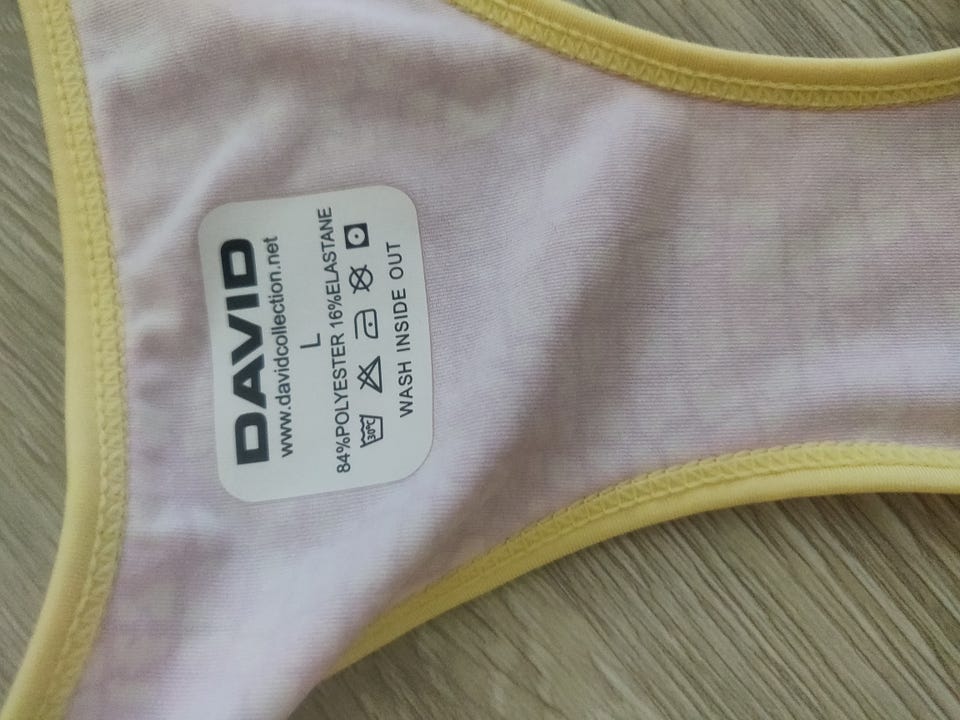 DAVID
www.davidcollection.net
L
84%POLYESTER 16%ELASTANE
30°C
WASH INSIDE OUT